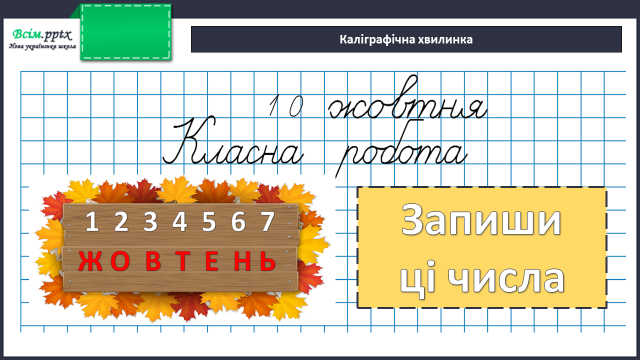 Всім.pptx
Нова українська школа
Каліграфічна хвилинка
10 жовтня
Класна робота
1 2 3 4 5 6 7
ЖОВТЕНЬ
Запиши
ці числа